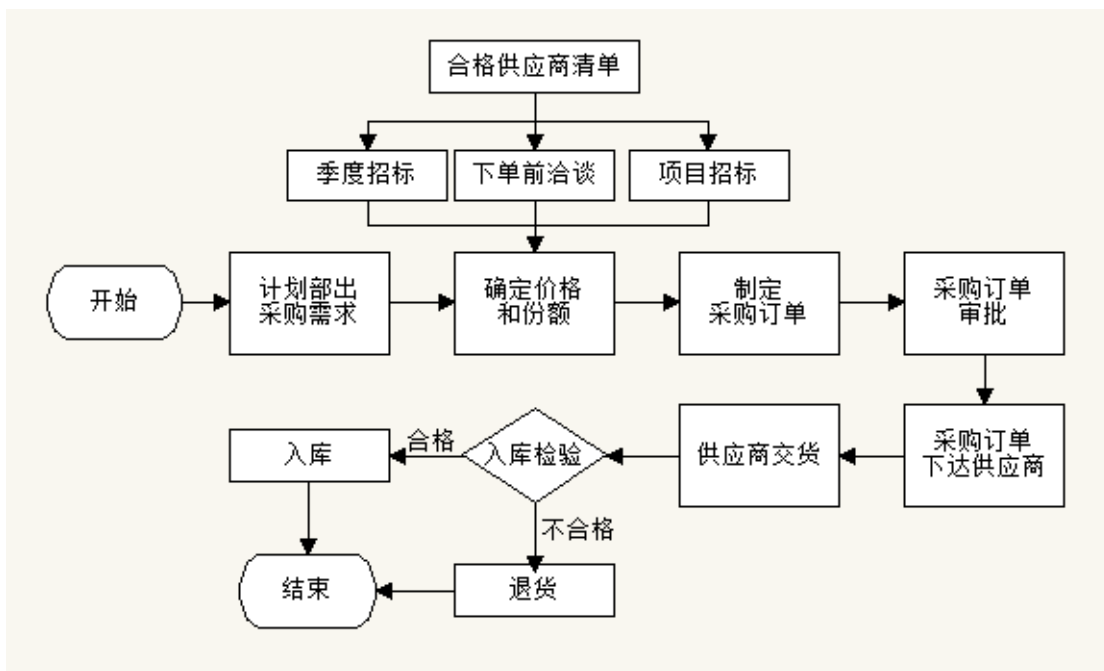 合格供应商清单
季度招标
下单前洽谈
项目招标
开始
计划部出
采购需求
确定价格
和份额
制定
采购订单
采购订单
审批
入库
合格
入库检验
供应商交货
采购订单
下达供应商
不合格
结束
退货